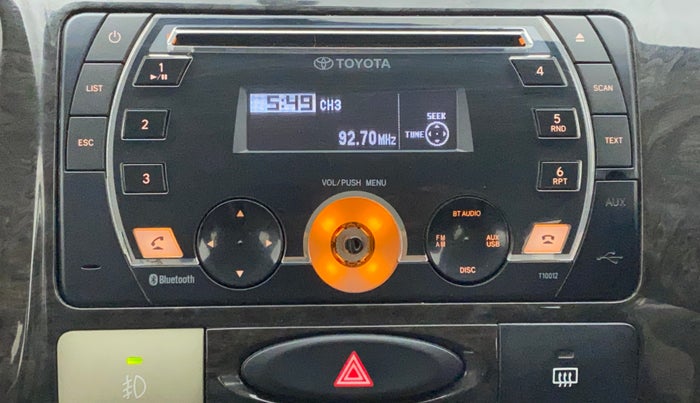 TOYOTA
1
LIST
ESC
2
3
5:49 CH3
SEEK
TUNE
92.70MHz
4
SCAN
5
RND
TEXT
6
RPT
VOL/PUSH MENU
AUX
BT AUDIO
FM
AM
AUX
USB
DISC
Bluetooth
T10012